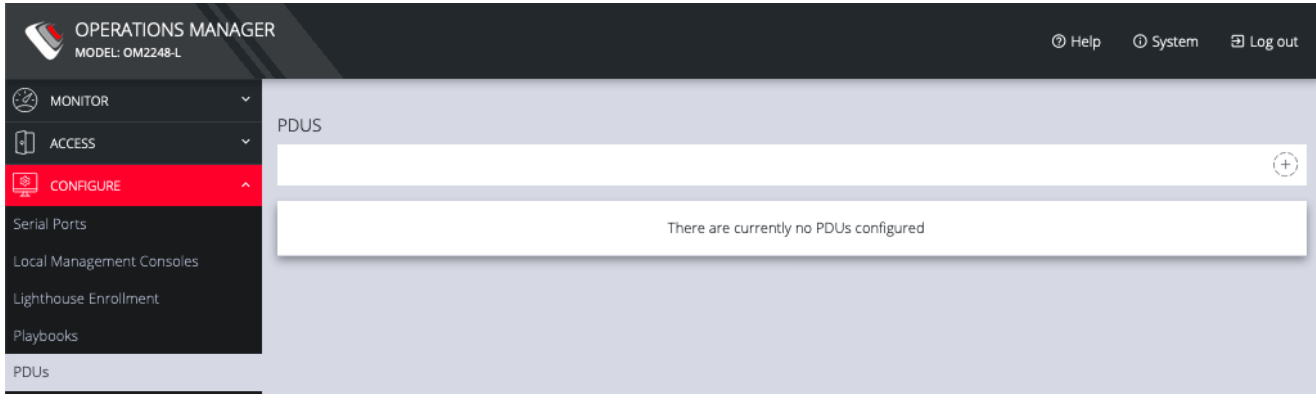 OPERATIONS MANAGER
MODEL: OM2248-L
Help
System
Log out
MONITOR
ACCESS
CONFIGURE
Serial Ports
Local Management Consoles
Lighthouse Enrollment
Playbooks
PDUs
PDUS
There are currently no PDUs configured